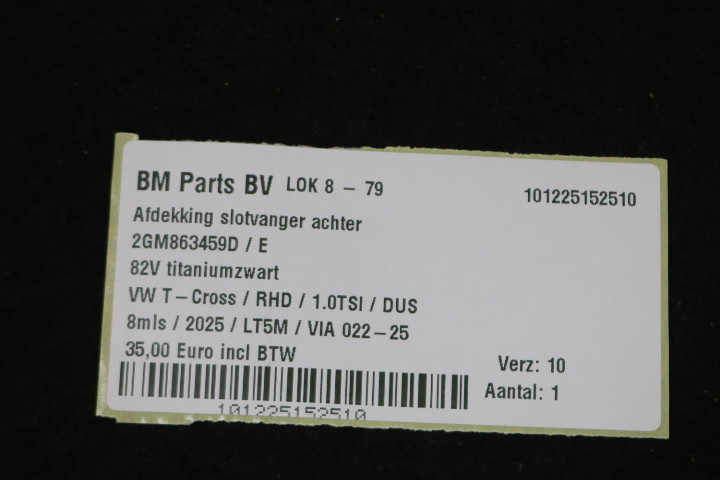 BM Parts BV LOK 8 - 79 101225152510
Afdekking slotvanger achter
2GM863459D / E
82V titaniumzwart
VW T-Cross / RHD / 1.0TSI / DUS
8mls / 2025 / LT5M / VIA 022-25
35,00 Euro incl BTW
Verz: 10
Aantal: 1
101225152510